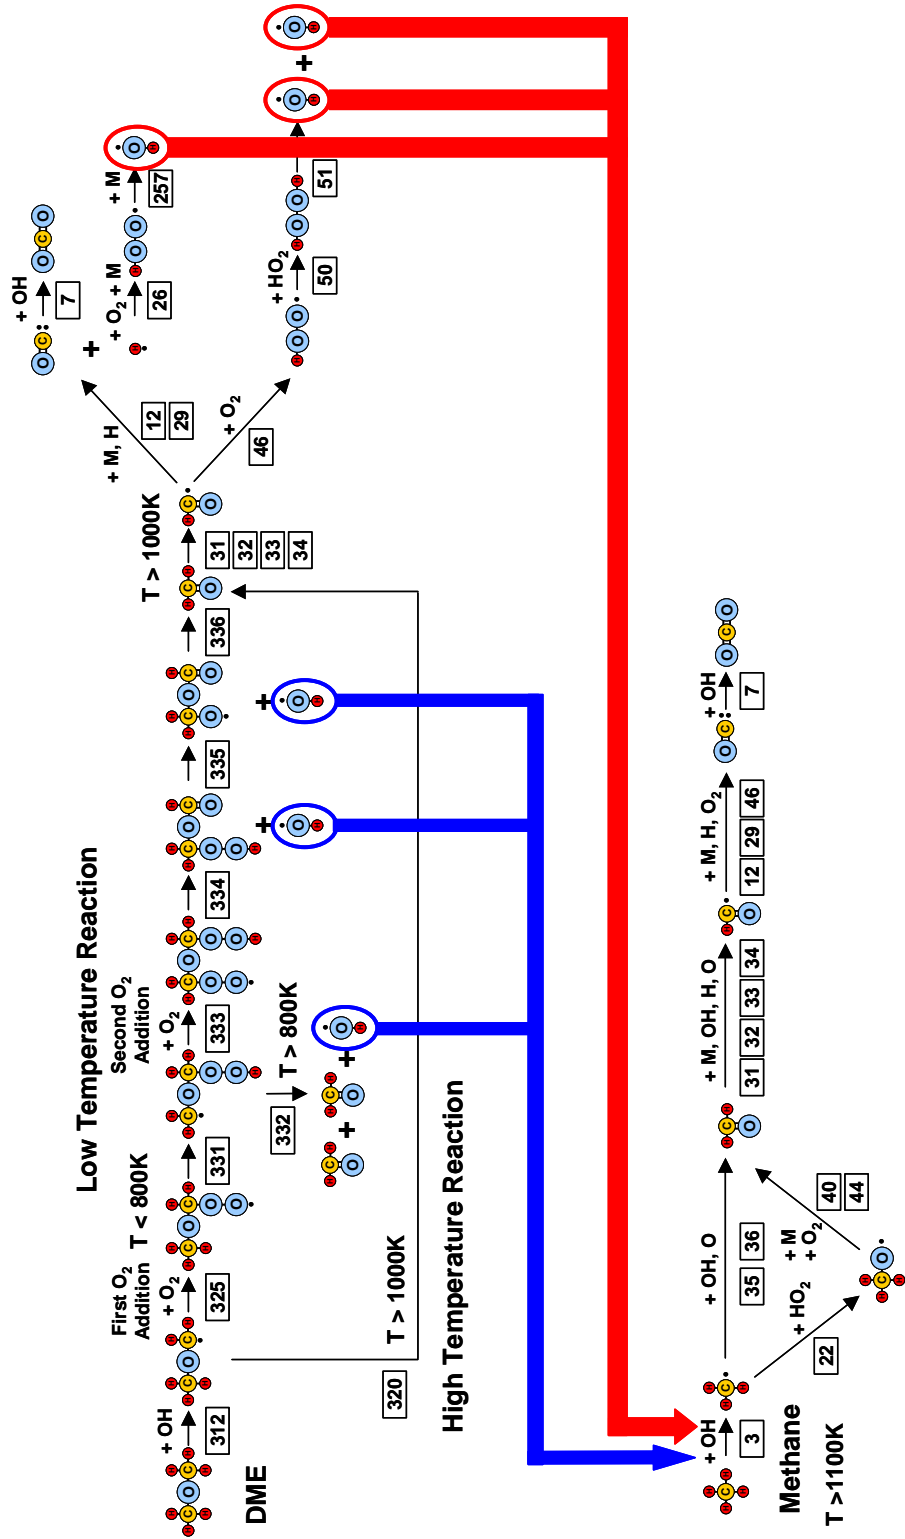 Low Temperature Reaction
First O2
Addition
T < 800K
Second O2
Addition
T > 1000K
+ OH
312
+ O2
325
331
+ O2
333
334
335
336
31
32
33
34
+ M, H
12
29
+ O2
46
+ OH
7
+
+ O2 + M
26
+ M
257
+ HO2
50
51
+
DME
332
T > 800K
+
+
+
+
320
T > 1000K
High Temperature Reaction
+ OH
3
Methane
T >1100K
+ OH, O
35
36
+ HO2
22
+ M
+ O2
40
44
+ M, OH, H, O
31
32
33
34
+ M, H, O2
12
29
46
+ OH
7